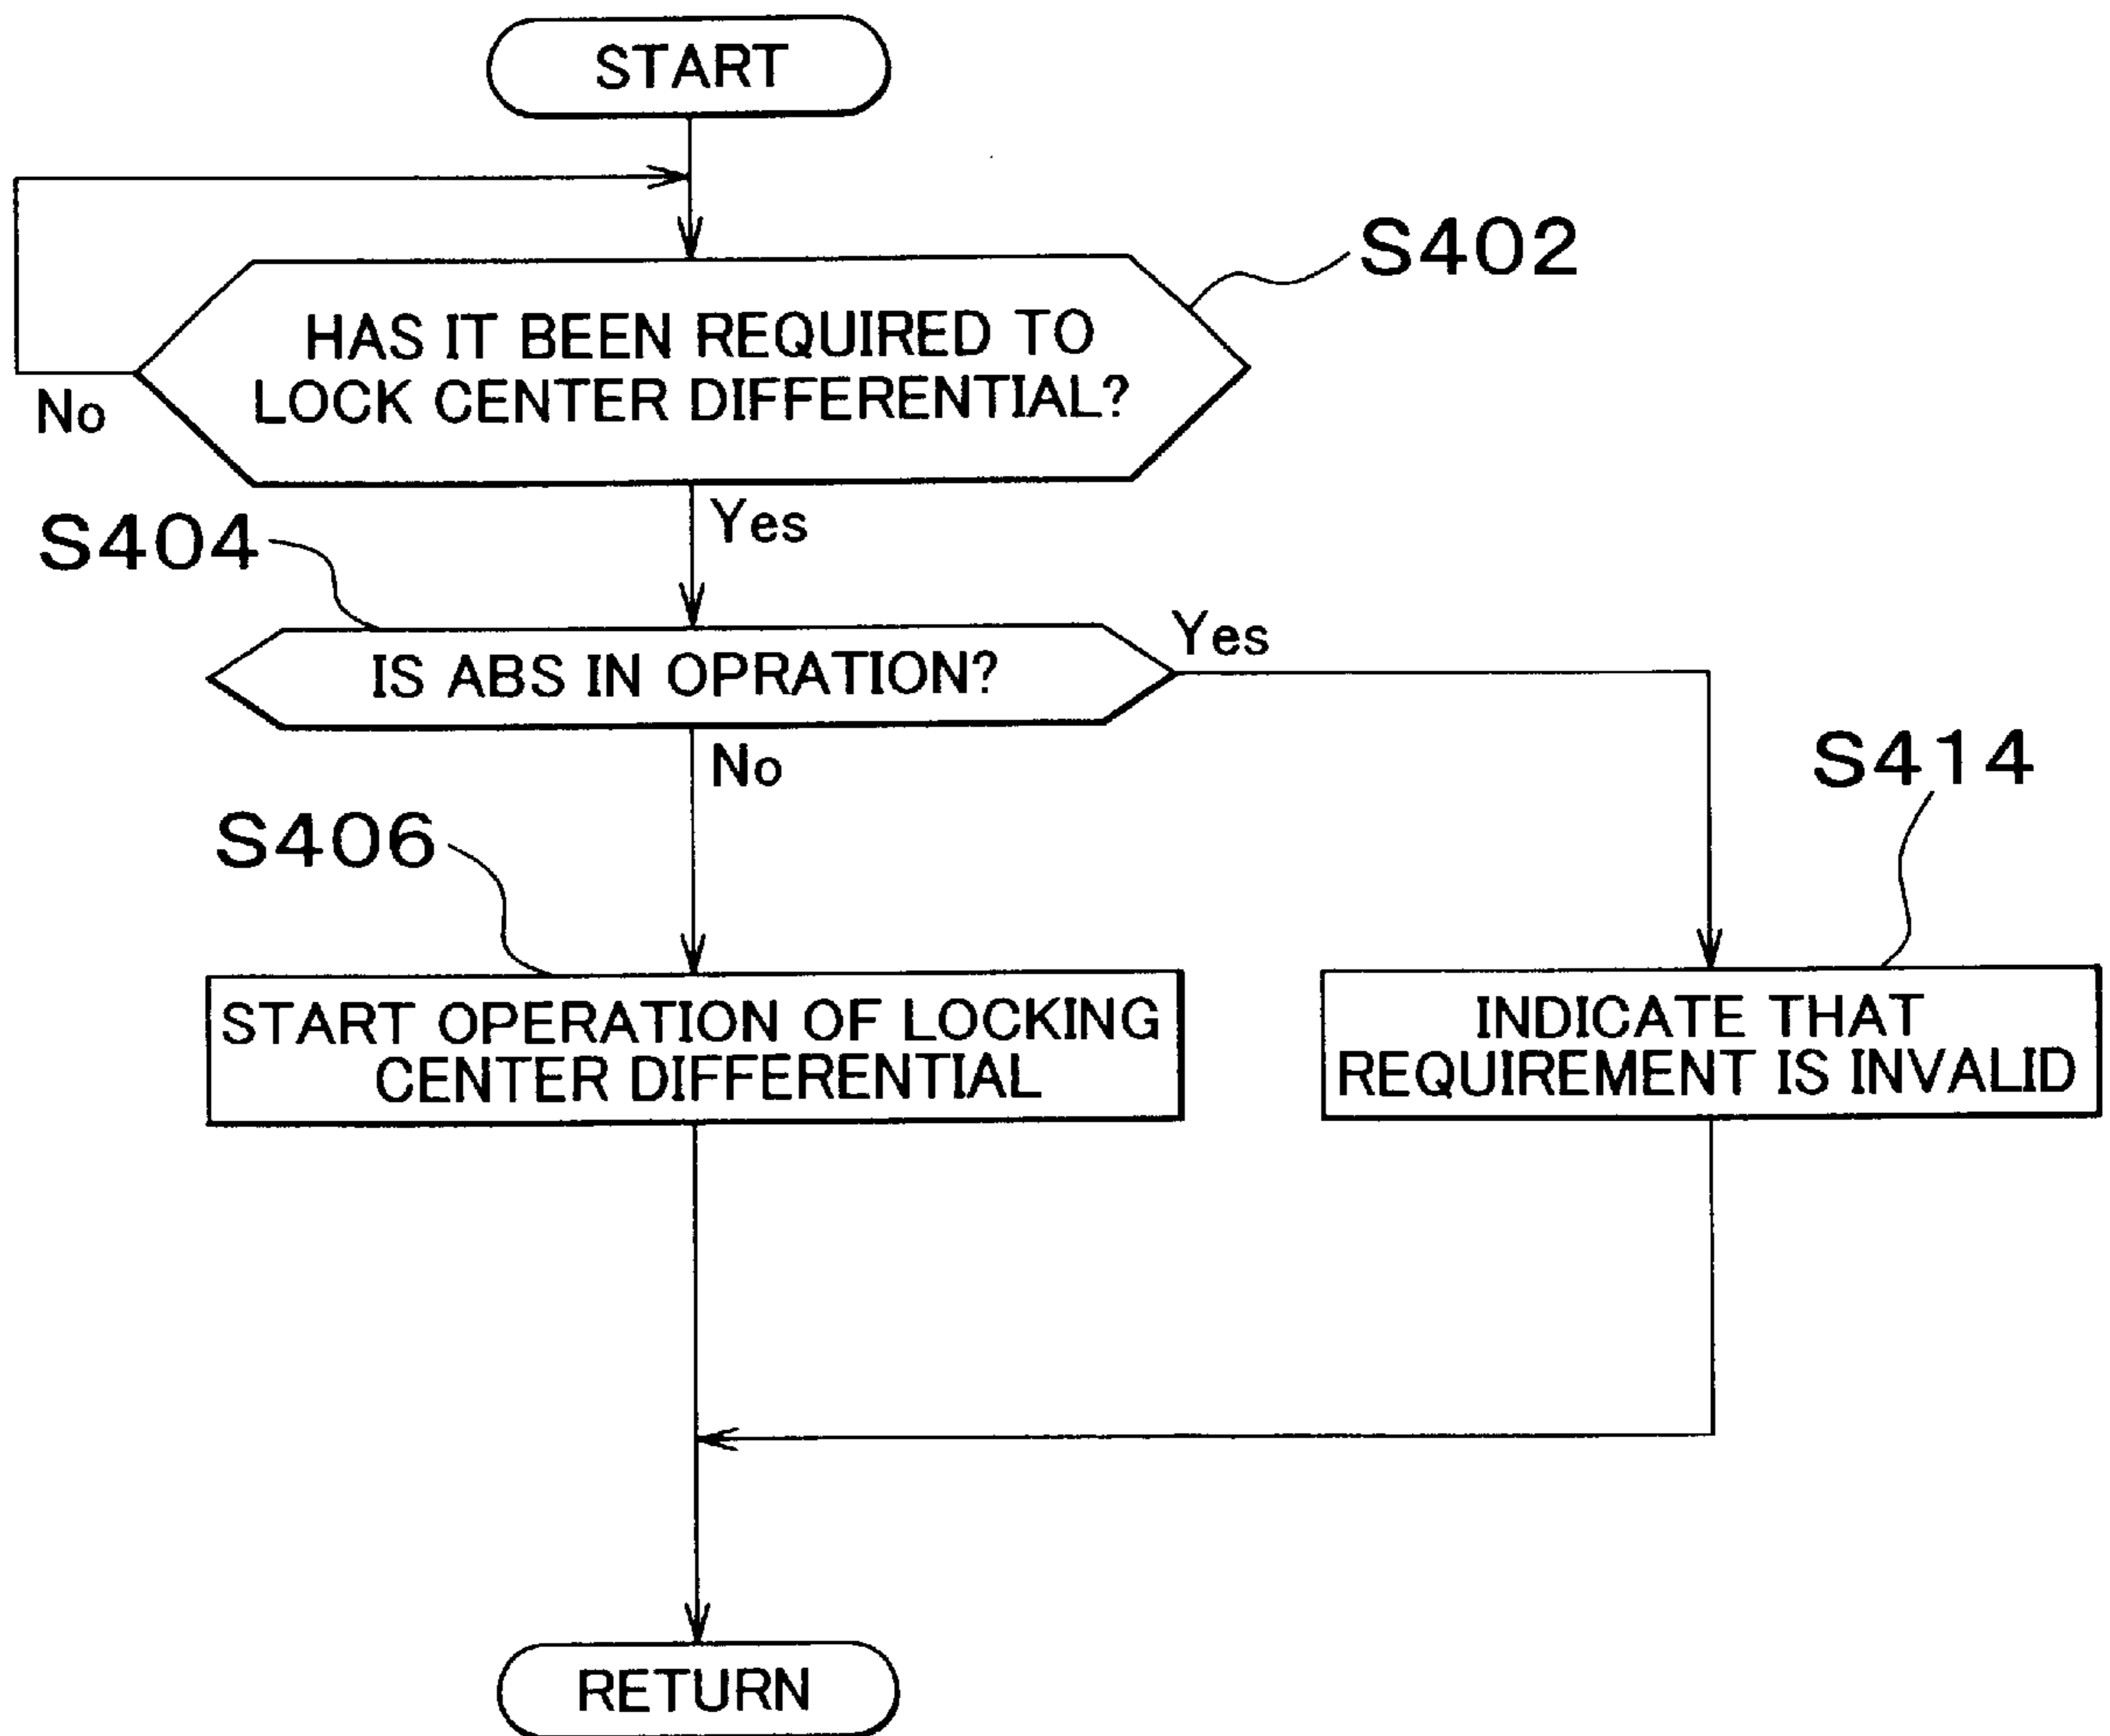 START
S402
HAS IT BEEN REQUIRED TO
LOCK CENTER DIFFERENTIAL?
No
Yes
S404
Yes
IS ABS IN OPRATION?
No
S414
S406
START OPERATION OF LOCKING
CENTER DIFFERENTIAL
INDICATE THAT
REQUIREMENT IS INVALID
RETURN